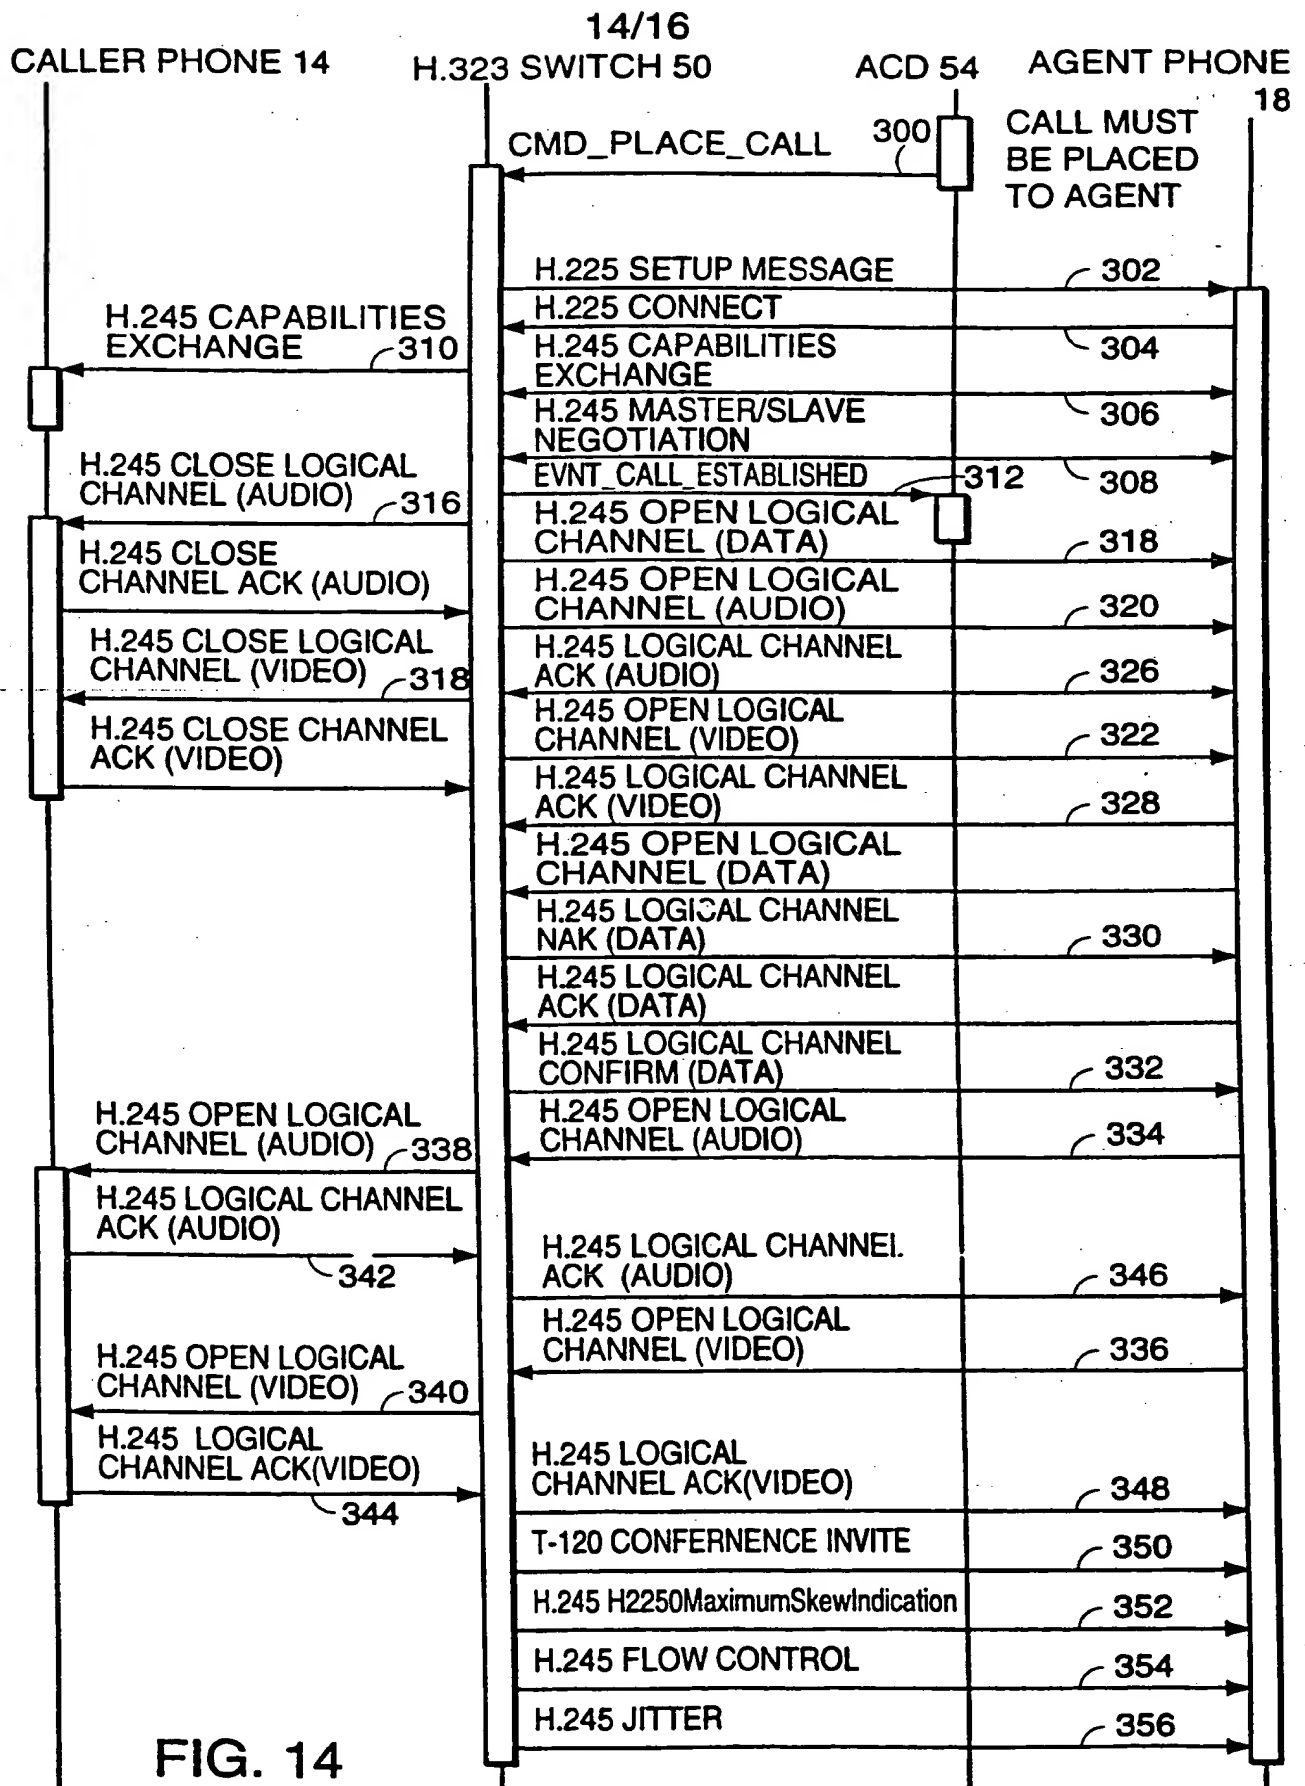 14/16
CALLER PHONE 14
H.323 SWITCH 50
ACD 54
AGENT PHONE
18
CALL MUST
BE PLACED
TO AGENT
CMD_PLACE_CALL
300
H.225 SETUP MESSAGE
302
H.225 CONNECT
304
H.245 CAPABILITIES
EXCHANGE
310
H.245 CAPABILITIES
EXCHANGE
306
H.245 MASTER/SLAVE
NEGOTIATION
308
EVNT_CALL_ESTABLISHED
312
H.245 CLOSE LOGICAL
CHANNEL (AUDIO)
316
H.245 OPEN LOGICAL
CHANNEL (DATA)
318
H.245 CLOSE
CHANNEL ACK (AUDIO)
H.245 OPEN LOGICAL
CHANNEL (AUDIO)
320
H.245 CLOSE LOGICAL
CHANNEL (VIDEO)
318
H.245 LOGICAL CHANNEL
ACK (AUDIO)
326
H.245 CLOSE CHANNEL
ACK (VIDEO)
H.245 OPEN LOGICAL
CHANNEL (VIDEO)
322
H.245 LOGICAL CHANNEL
ACK (VIDEO)
328
H.245 OPEN LOGICAL
CHANNEL (DATA)
H.245 LOGICAL CHANNEL
NAK (DATA)
330
H.245 LOGICAL CHANNEL
ACK (DATA)
H.245 LOGICAL CHANNEL
CONFIRM (DATA)
332
H.245 OPEN LOGICAL
CHANNEL (AUDIO)
334
H.245 OPEN LOGICAL
CHANNEL (AUDIO)
338
H.245 LOGICAL CHANNEL
ACK (AUDIO)
342
H.245 LOGICAL CHANNEL
ACK (AUDIO)
346
H.245 OPEN LOGICAL
CHANNEL (VIDEO)
336
H.245 OPEN LOGICAL
CHANNEL (VIDEO)
340
H.245 LOGICAL
CHANNEL ACK(VIDEO)
344
H.245 LOGICAL
CHANNEL ACK(VIDEO)
348
T-120 CONFERNENCE INVITE
350
H.245 H2250MaximumSkewIndication
352
H.245 FLOW CONTROL
354
H.245 JITTER
356
FIG. 14